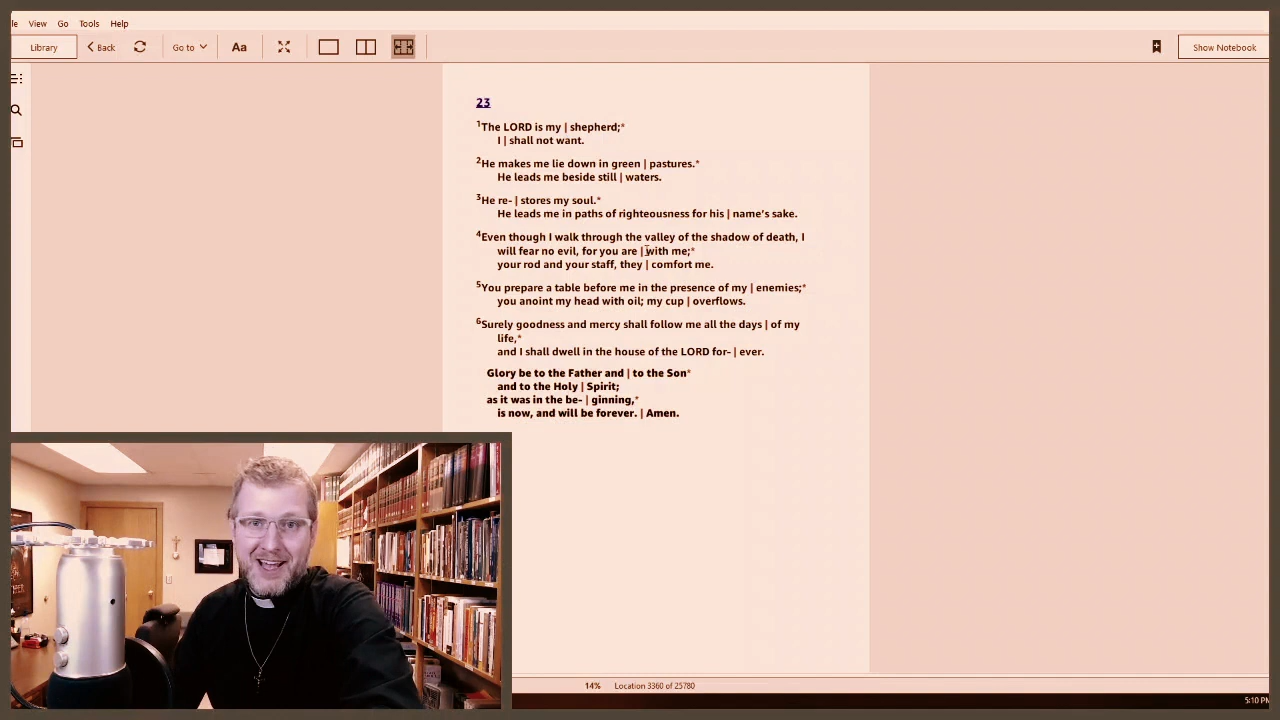 View Go Tools Help
Library Back Go to Aa Show Notebook
23
1The LORD is my | shepherd;*
I | shall not want.
2He makes me lie down in green | pastures.*
He leads me beside still | waters.
3He re- | stores my soul.*
He leads me in paths of righteousness for his | name's sake.
4Even though I walk through the valley of the shadow of death, I
will fear no evil, for you are | with me;*
your rod and your staff, they | comfort me.
5You prepare a table before me in the presence of my | enemies;*
you anoint my head with oil; my cup | overflows.
6Surely goodness and mercy shall follow me all the days | of my
life,*
and I shall dwell in the house of the LORD for- | ever.
Glory be to the Father and | to the Son*
and to the Holy | Spirit;
as it was in the be- | ginning,*
is now, and will be forever. | Amen.
14% Location 3360 of 25780
5:10